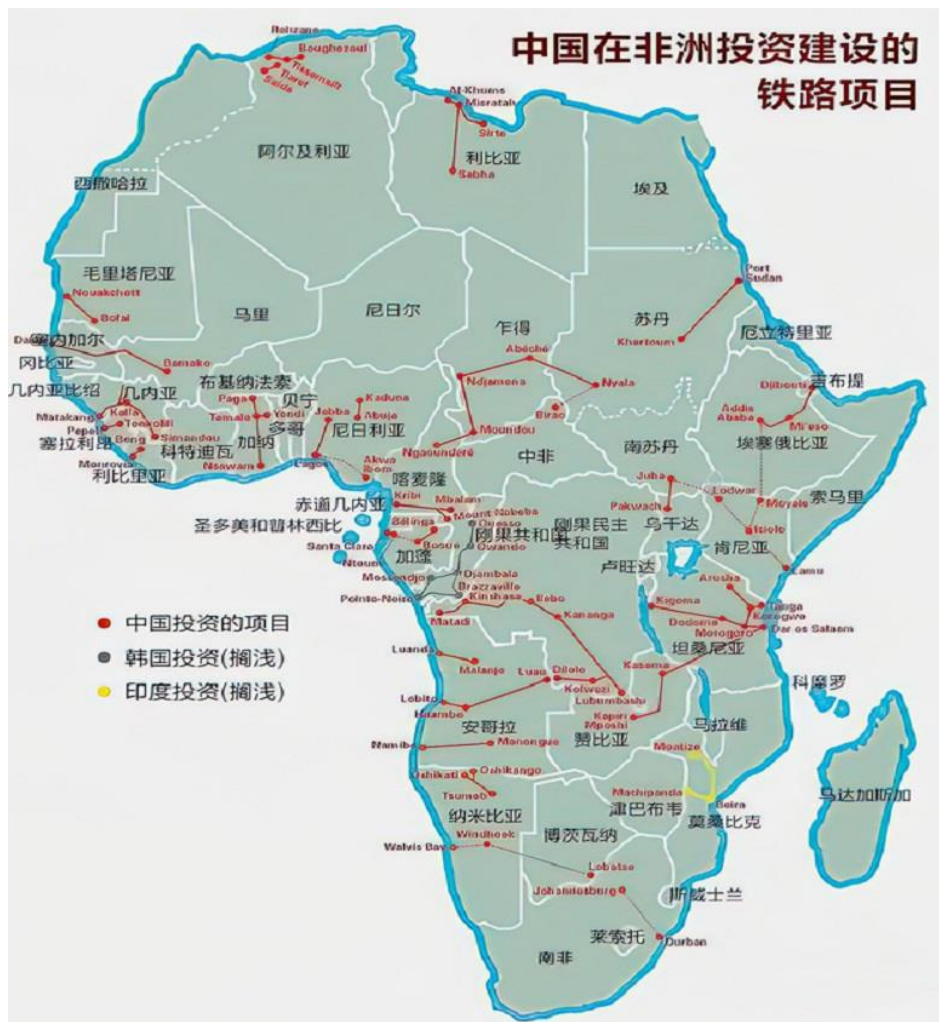 中国在非洲投资建设的
铁路项目
Relizane
Boughezoul
Tissemsilt
Tiaret
Saida
Al-Khums
Misratah
Sirte
阿尔及利亚
利比亚
Sabha
西撒哈拉
埃及
毛里塔尼亚
Port
Sudan
Nouakchott
Bofal
马里
尼日尔
乍得
苏丹
Khartoum
厄立特里亚
塞内加尔
Abéché
冈比亚
Bamako
Ndjamena
Nyala
Djibouti
吉布提
几内亚比绍
几内亚
布基纳法索
Paga
贝宁
Kaduna
Birao
Addis
Ababa
Mi'eso
Matakang
Kalia
Tonkolili
Tamale
Yendi
多哥
Jebba
Abuja
Moundou
埃塞俄比亚
Pepel
塞拉利昂
Bong
Simandou
科特迪瓦
加纳
尼日利亚
Ngaoundéré
中非
南苏丹
Monrovia
利比里亚
Nsawam
Lagos
Akwa
Ibom
喀麦隆
Juba
Lodwar
Moyale
索马里
赤道几内亚
Kribi
Mbalam
Mount Nabeba
Pakwach
乌干达
圣多美和普林西比
Bélinga
Ouesso
刚果共和国
刚果民主
共和国
Isiolo
肯尼亚
Santa Clara
Booué
Owando
加蓬
卢旺达
Lamu
Ntoum
Mossendjo
Djambala
Arusha
Brazzaville
Pointe-Noire
Kinshasa
Ilebo
Kigoma
Tanga
Korogwe
中国投资的项目
Matadi
Kananga
Dodoma
Dar es Salaam
Morogoro
韩国投资(搁浅)
Luanda
坦桑尼亚
Malanje
Luau
Dilolo
Kasama
科摩罗
印度投资(搁浅)
Kolwezi
Lubumbashi
Lobito
Huambo
Kapiri
Mposhi
安哥拉
马拉维
赞比亚
Namibe
Menongue
Moatize
Oshikati
Oshikango
Tsumeb
Machipanda
马达加斯加
Beira
纳米比亚
津巴布韦
莫桑比克
Windhoek
博茨瓦纳
Walvis Bay
Lobatse
Johannesburg
斯威士兰
莱索托
Durban
南非